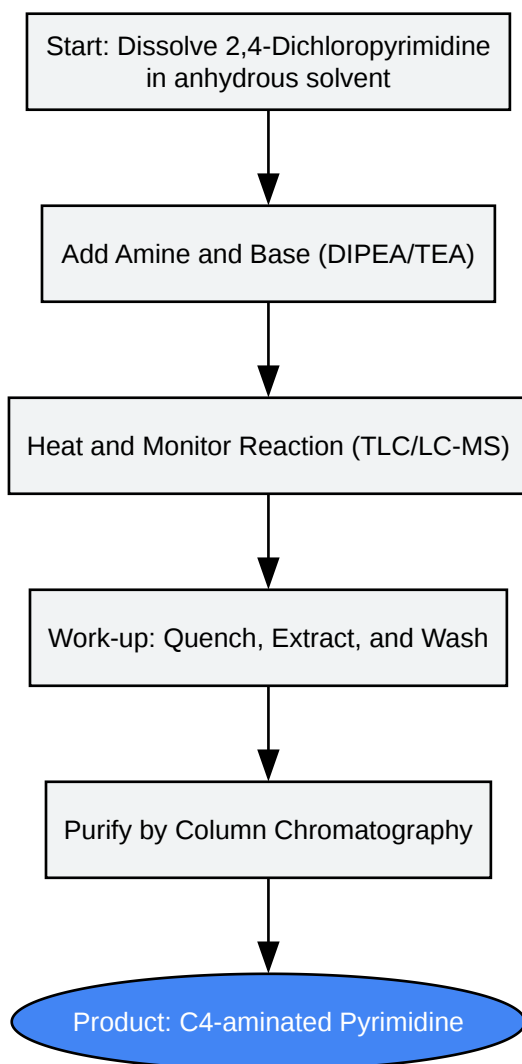 Start: Dissolve 2,4-Dichloropyrimidine
in anhydrous solvent
Add Amine and Base (DIPEA/TEA)
Heat and Monitor Reaction (TLC/LC-MS)
Work-up: Quench, Extract, and Wash
Purify by Column Chromatography
Product: C4-aminated Pyrimidine